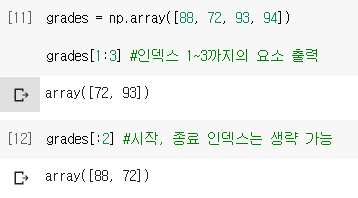 [11] grades = np.array([88, 72, 93, 94])
grades[1:3] #인덱스 1~3까지의 요소 출력
array([72, 93])
[12] grades[:2] #시작, 종료 인덱스는 생략 가능
array([88, 72])